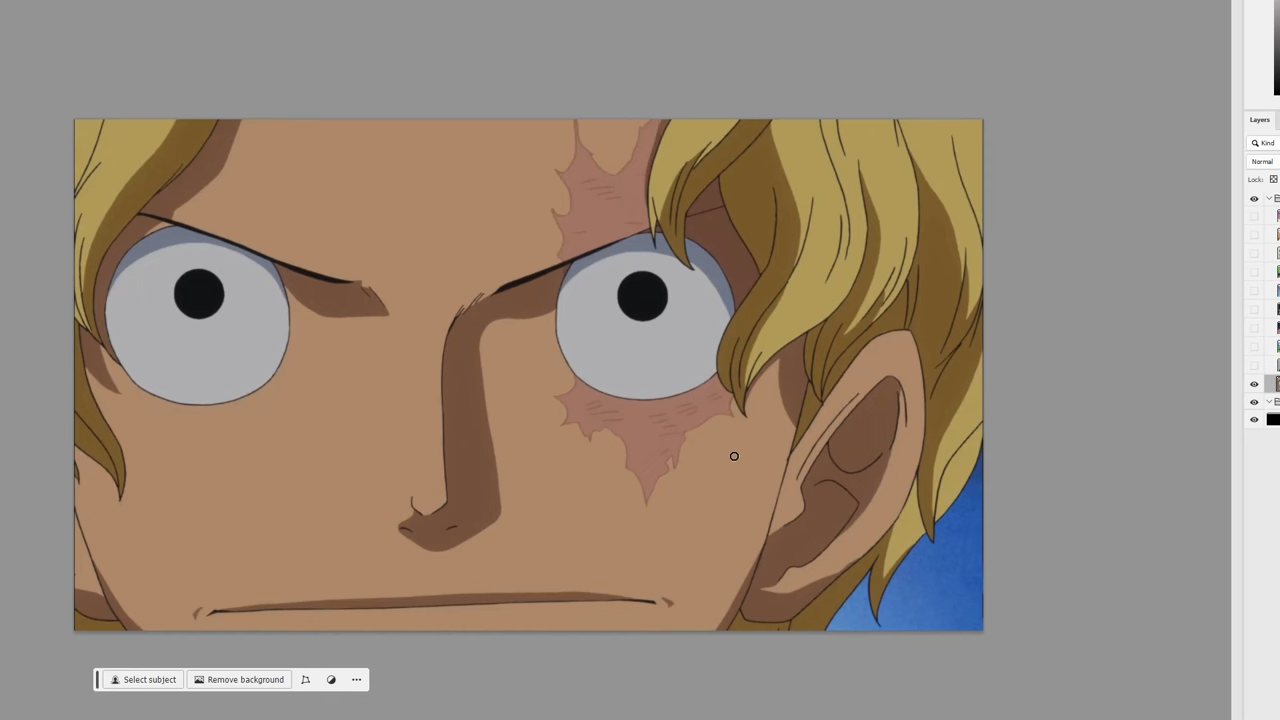 Layers
Kind
Normal
Lock:
Select subject
Remove background